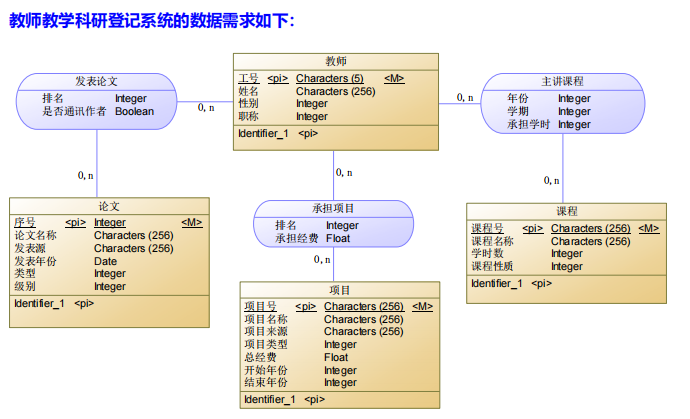 教师教学科研登记系统的数据需求如下：
教师
工号 <pi> Characters (5) <M>
姓名 Characters (256)
性别 Integer
职称 Integer
Identifier_1 <pi>
发表论文
排名 Integer
是否通讯作者 Boolean
0,n
0,n
主讲课程
年份 Integer
学期 Integer
承担学时 Integer
0,n
0,n
0,n
承担项目
排名 Integer
承担经费 Float
0,n
论文
序号 <pi> Integer <M>
论文名称 Characters (256)
发表源 Characters (256)
发表年份 Date
类型 Integer
级别 Integer
Identifier_1 <pi>
课程
课程号 <pi> Characters (256) <M>
课程名称 Characters (256)
学时数 Integer
课程性质 Integer
Identifier_1 <pi>
项目
项目号 <pi> Characters (256) <M>
项目名称 Characters (256)
项目来源 Characters (256)
项目类型 Integer
总经费 Float
开始年份 Integer
结束年份 Integer
Identifier_1 <pi>